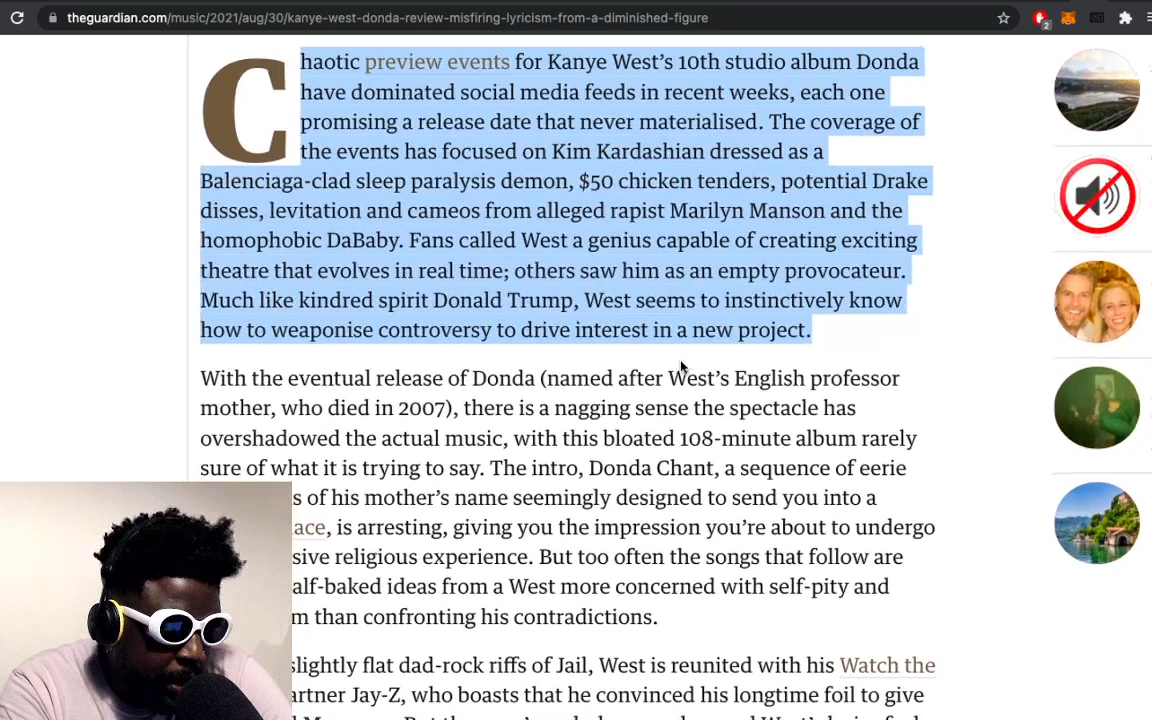 theguardian.com/music/2021/aug/30/kanye-west-donda-review-misfiring-lyricism-from-a-diminished-figure
2
Chaotic preview events for Kanye West’s 10th studio album Donda
have dominated social media feeds in recent weeks, each one
promising a release date that never materialised. The coverage of
the events has focused on Kim Kardashian dressed as a
Balenciaga-clad sleep paralysis demon, $50 chicken tenders, potential Drake
disses, levitation and cameos from alleged rapist Marilyn Manson and the
homophobic DaBaby. Fans called West a genius capable of creating exciting
theatre that evolves in real time; others saw him as an empty provocateur.
Much like kindred spirit Donald Trump, West seems to instinctively know
how to weaponise controversy to drive interest in a new project.
With the eventual release of Donda (named after West’s English professor
mother, who died in 2007), there is a nagging sense the spectacle has
overshadowed the actual music, with this bloated 108-minute album rarely
sure of what it is trying to say. The intro, Donda Chant, a sequence of eerie
s of his mother’s name seemingly designed to send you into a
ace, is arresting, giving you the impression you’re about to undergo
sive religious experience. But too often the songs that follow are
alf-baked ideas from a West more concerned with self-pity and
m than confronting his contradictions.
slightly flat dad-rock riffs of Jail, West is reunited with his Watch the
artner Jay-Z, who boasts that he convinced his longtime foil to give